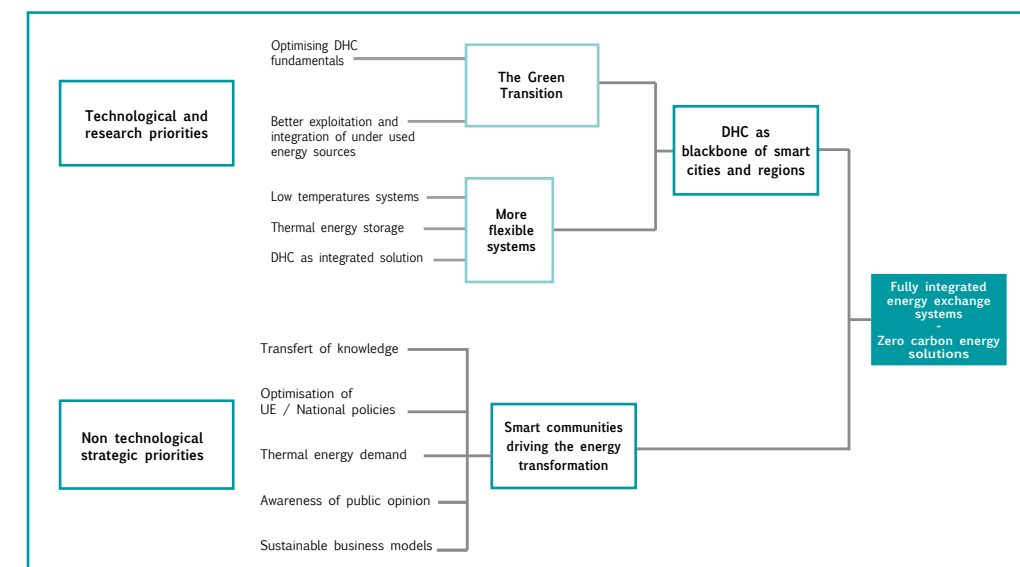 Technological and
research priorities
Optimising DHC
fundamentals
Better exploitation and
integration of under used
energy sources
The Green
Transition
Low temperatures systems
Thermal energy storage
DHC as integrated solution
More
flexible
systems
DHC as
blackbone of smart
cities and regions
Non technological
strategic priorities
Transfert of knowledge
Optimisation of
UE / National policies
Thermal energy demand
Awareness of public opinion
Sustainable business models
Smart communities
driving the energy
transformation
Fully integrated
energy exchange
systems
-
Zero carbon energy
solutions